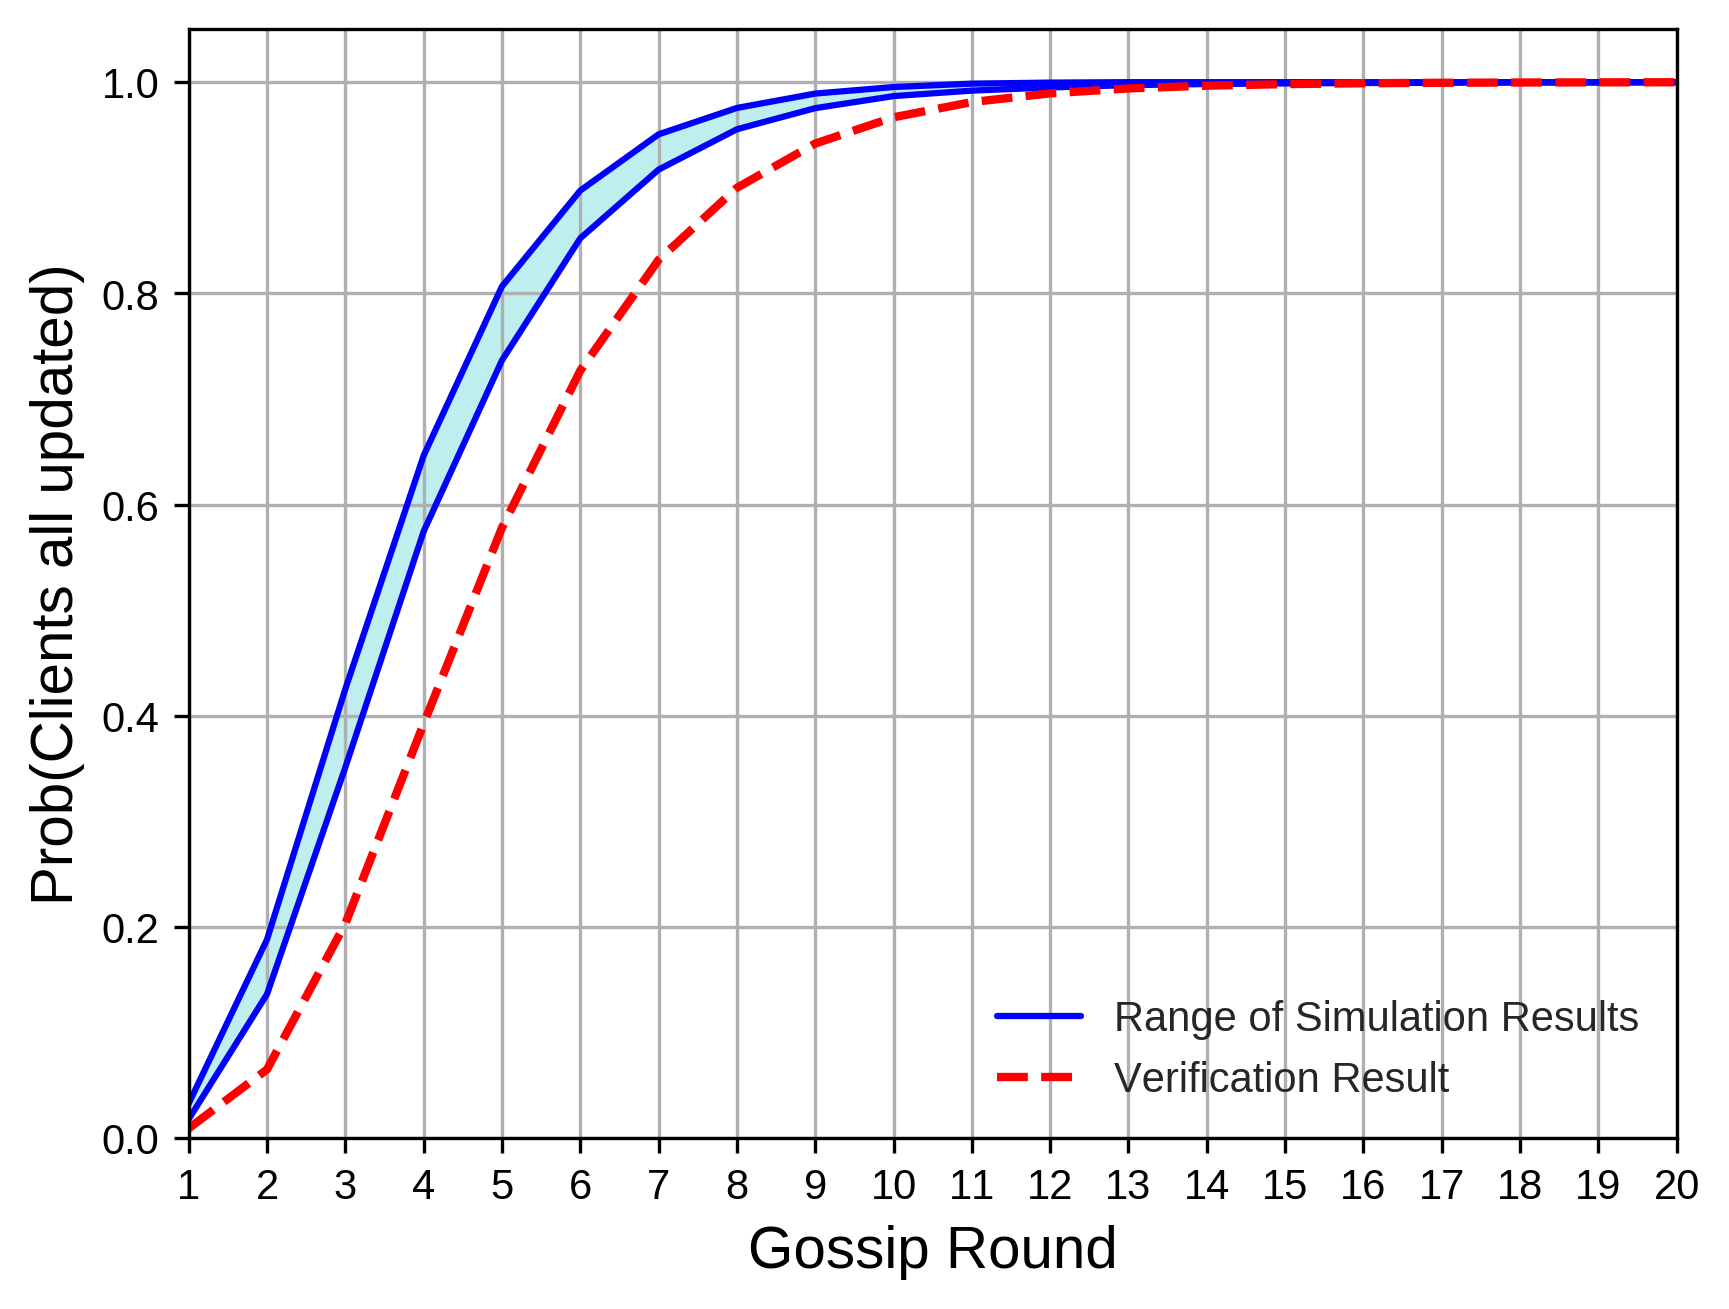 1.0
0.8
0.6
0.4
0.2
0.0
Prob(Clients all updated)
Range of Simulation Results
Verification Result
1 2 3 4 5 6 7 8 9 10 11 12 13 14 15 16 17 18 19 20
Gossip Round